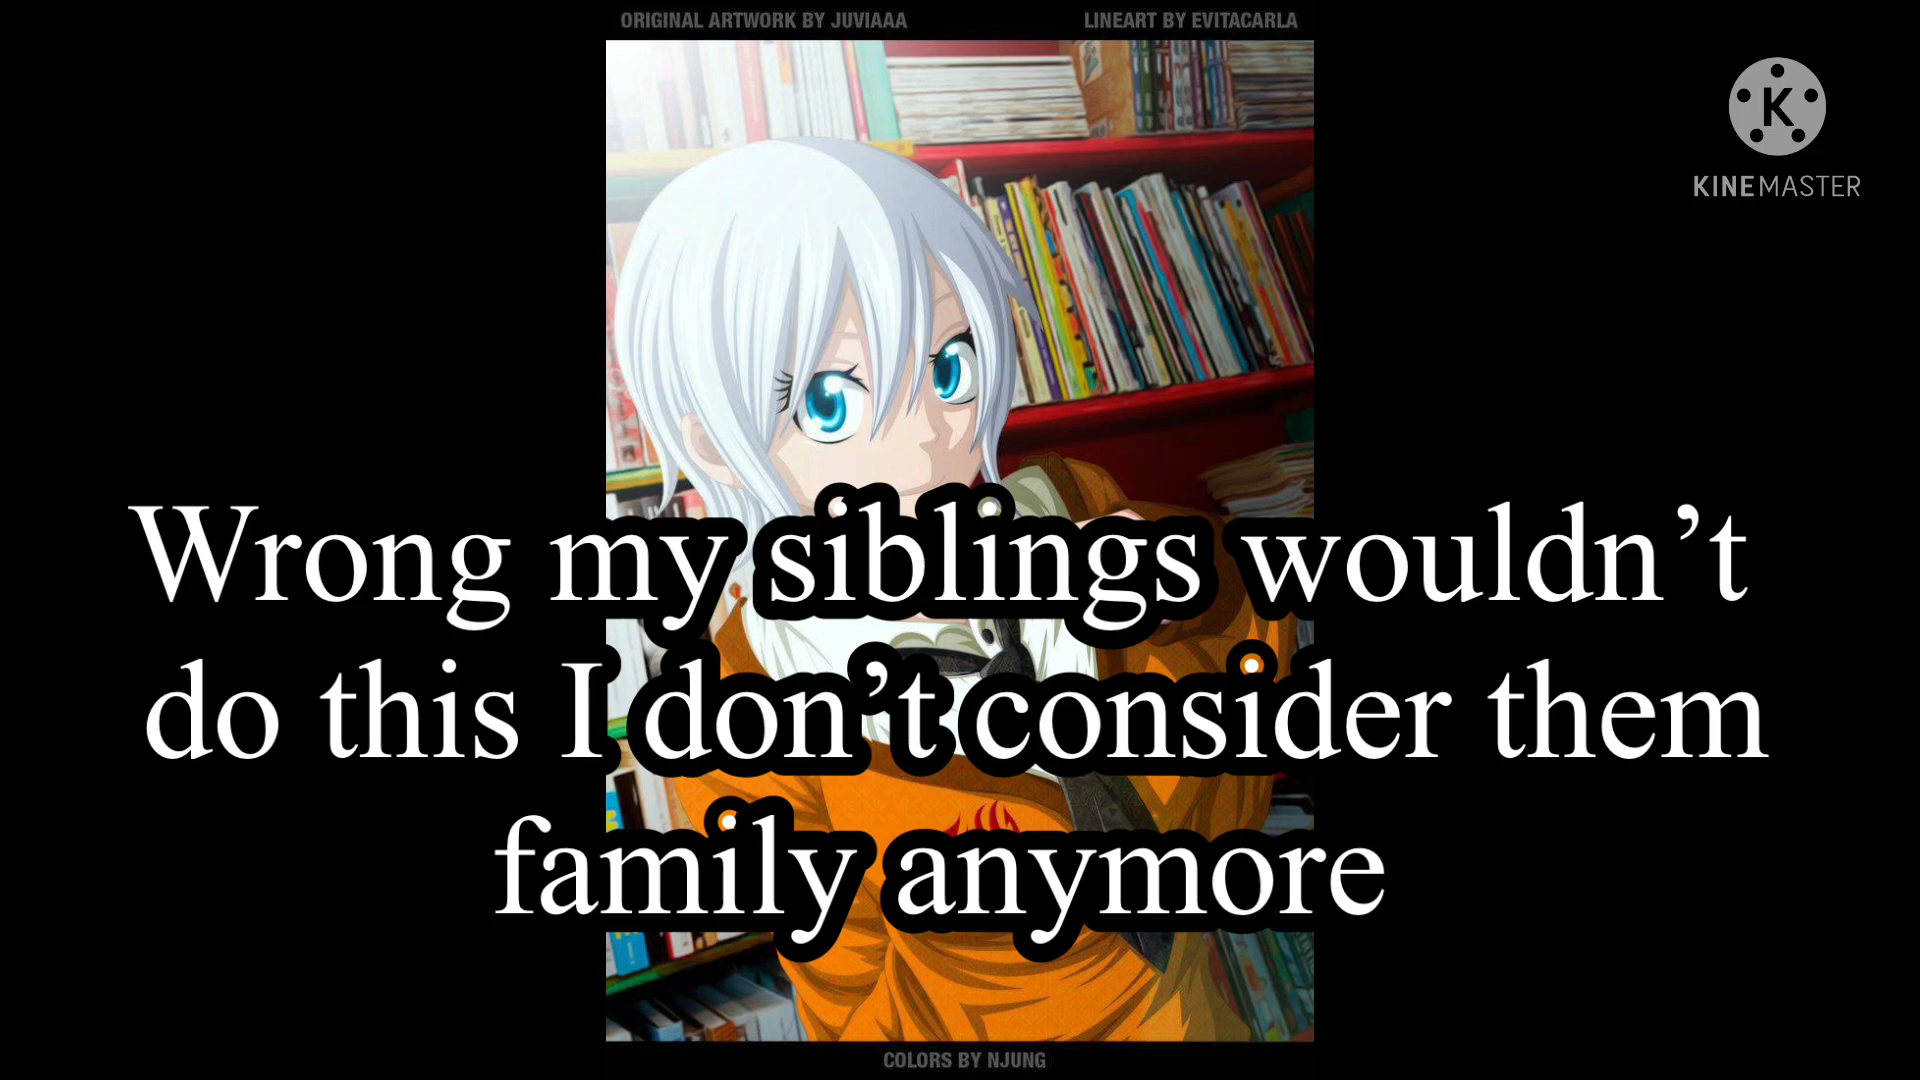 ORIGINAL ARTWORK BY JUVIAAA LINEART BY EVITACARLA
K
KINEMASTER
Wrong my siblings wouldn’t
do this I don’t consider them
family anymore
COLORS BY NJUNG